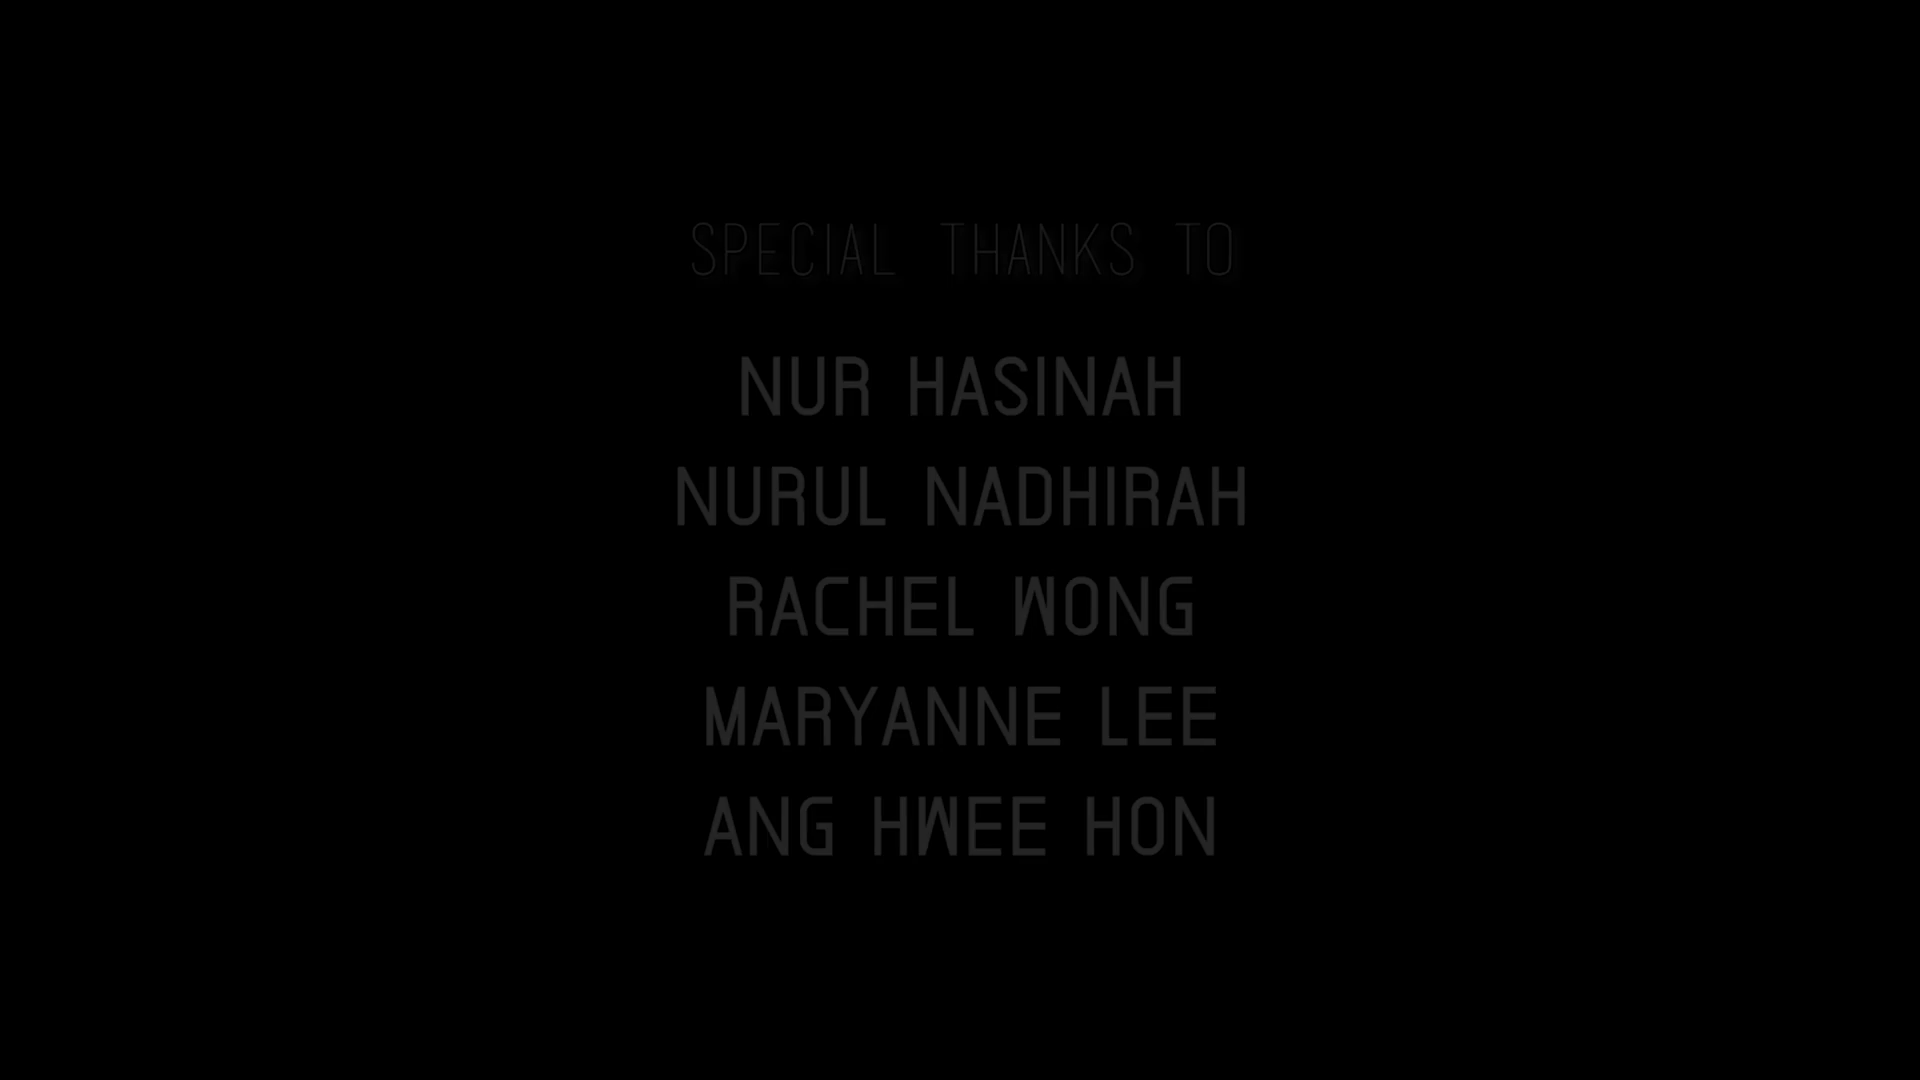 SPECIAL THANKS TO
NUR HASINAH
NURUL NADHIRAH
RACHEL WONG
MARYANNE LEE
ANG HWEE HON